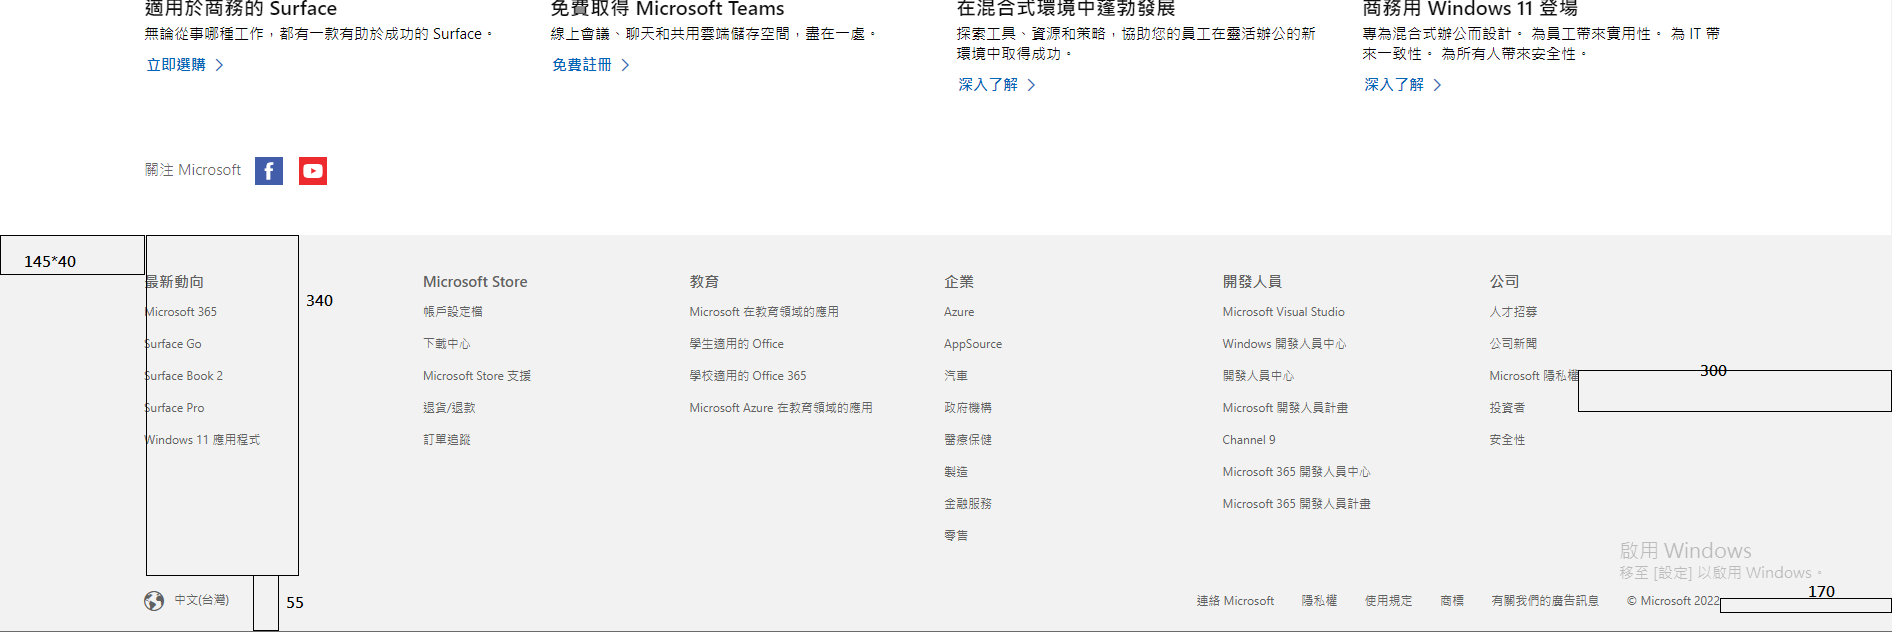 適用於商務的 Surface
無論從事哪種工作，都有一款有助於成功的 Surface。
立即選購
免費取得 Microsoft Teams
線上會議、聊天和共用雲端儲存空間，盡在一處。
免費註冊
在混合式環境中蓬勃發展
探索工具、資源和策略，協助您的員工在靈活辦公的新
環境中取得成功。
深入了解
商務用 Windows 11 登場
專為混合式辦公而設計。 為員工帶來實用性。 為 IT 帶
來一致性。 為所有人帶來安全性。
深入了解
關注 Microsoft
145*40
340
最新動向
Microsoft 365
Surface Go
Surface Book 2
Surface Pro
Windows 11 應用程式
Microsoft Store
帳戶設定檔
下載中心
Microsoft Store 支援
退貨/退款
訂單追蹤
教育
Microsoft 在教育領域的應用
學生適用的 Office
學校適用的 Office 365
Microsoft Azure 在教育領域的應用
企業
Azure
AppSource
汽車
政府機構
醫療保健
製造
金融服務
零售
開發人員
Microsoft Visual Studio
Windows 開發人員中心
開發人員中心
Microsoft 開發人員計畫
Channel 9
Microsoft 365 開發人員中心
Microsoft 365 開發人員計畫
公司
人才招募
公司新聞
Microsoft 隱私權
投資者
安全性
300
啟用 Windows
移至 [設定] 以啟用 Windows。
170
中文(台灣)
55
連絡 Microsoft
隱私權
使用規定
商標
有關我們的廣告訊息
© Microsoft 2022